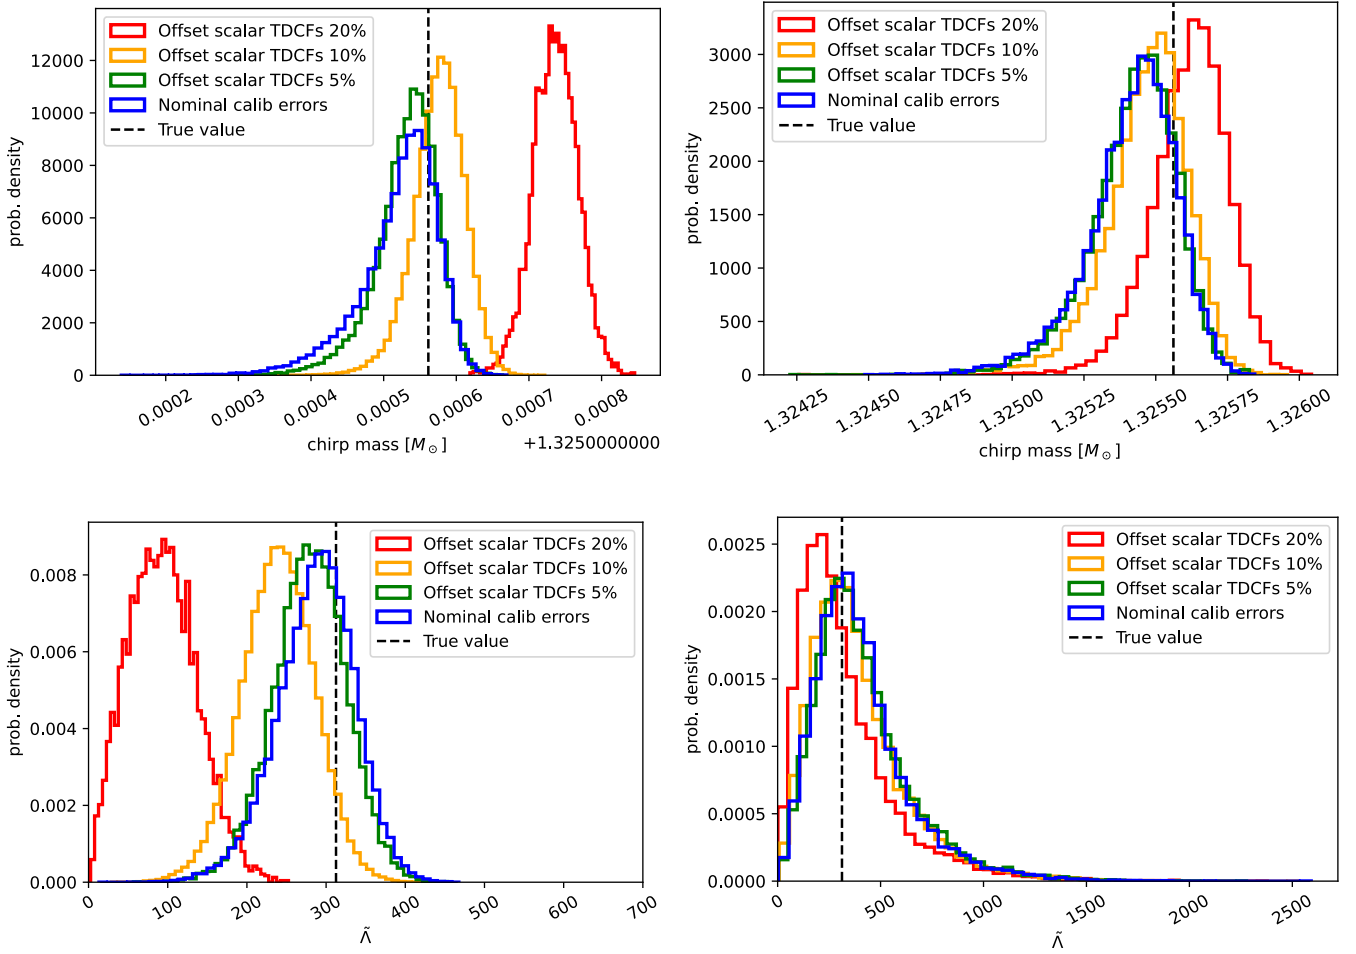 Offset scalar TDCFs 20%
Offset scalar TDCFs 10%
Offset scalar TDCFs 5%
Nominal calib errors
True value
prob. density
12000
10000
8000
6000
4000
2000
0
0.0002
0.0003
0.0004
0.0005
0.0006
0.0007
0.0008
chirp mass [M⊙]
+1.3250000000
Offset scalar TDCFs 20%
Offset scalar TDCFs 10%
Offset scalar TDCFs 5%
Nominal calib errors
True value
prob. density
3000
2500
2000
1500
1000
500
0
1.32425
1.32450
1.32475
1.32500
1.32525
1.32550
1.32575
1.32600
chirp mass [M⊙]
Offset scalar TDCFs 20%
Offset scalar TDCFs 10%
Offset scalar TDCFs 5%
Nominal calib errors
True value
prob. density
0.008
0.006
0.004
0.002
0.000
0
100
200
300
400
500
600
700
Λ̃
Offset scalar TDCFs 20%
Offset scalar TDCFs 10%
Offset scalar TDCFs 5%
Nominal calib errors
True value
prob. density
0.0025
0.0020
0.0015
0.0010
0.0005
0.0000
0
500
1000
1500
2000
2500
Λ̃